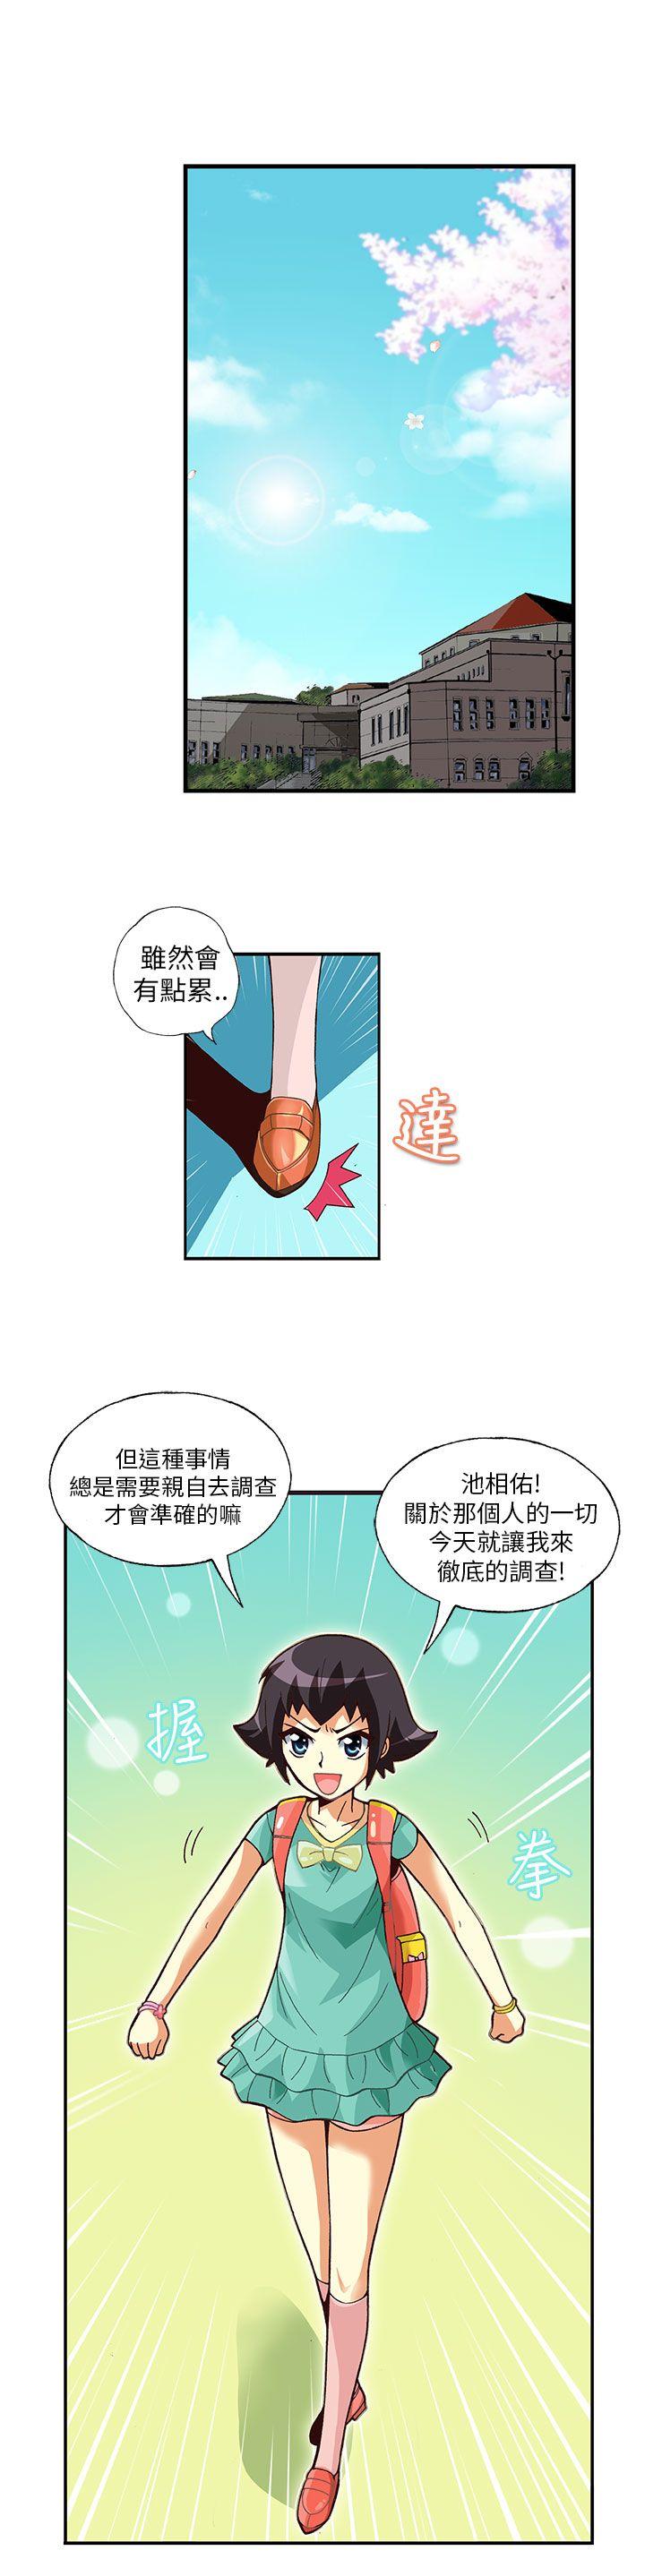 雖然會
有點累..
達
但這種事情
總是需要親自去調查
才會準確的嘛
池相佑!
關於那個人的一切
今天就讓我來
徹底的調查!
握
拳